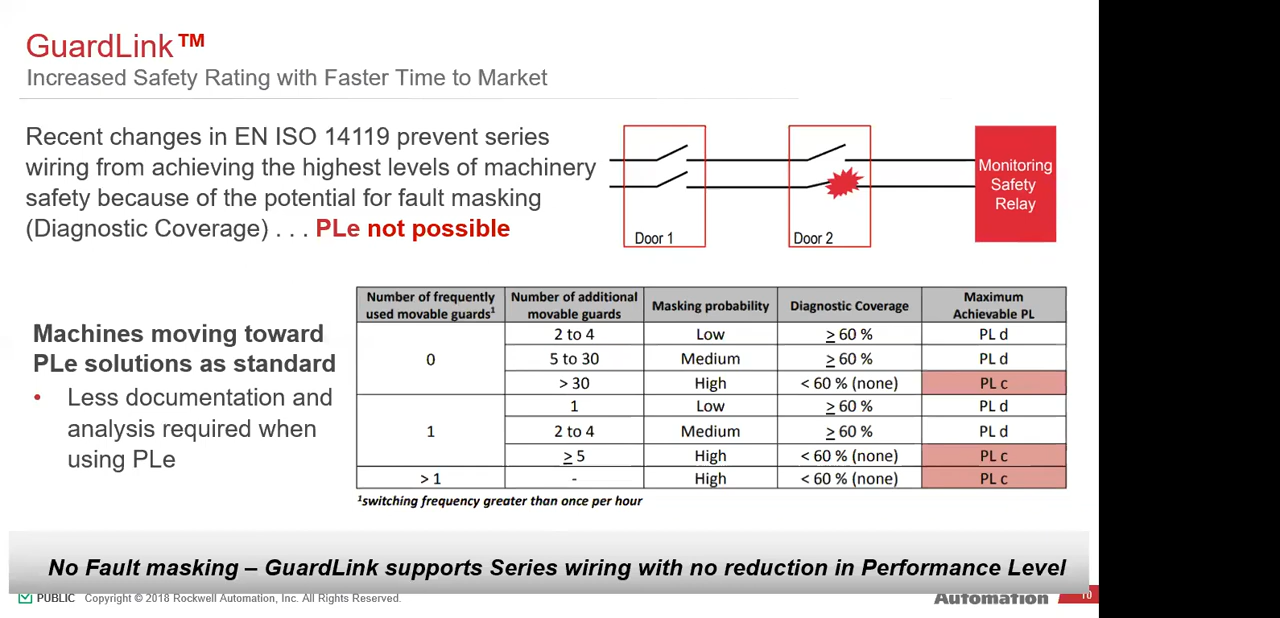 GuardLink™
Increased Safety Rating with Faster Time to Market
Recent changes in EN ISO 14119 prevent series
wiring from achieving the highest levels of machinery
safety because of the potential for fault masking
(Diagnostic Coverage) . . . PLe not possible
Door 1
Door 2
Monitoring
Safety
Relay
Machines moving toward
PLe solutions as standard
• Less documentation and
analysis required when
using PLe
Number of frequently used movable guards¹ Number of additional movable guards Masking probability Diagnostic Coverage Maximum Achievable PL
0 2 to 4 Low ≥ 60 % PL d
5 to 30 Medium ≥ 60 % PL d
> 30 High < 60 % (none) PL c
1 1 Low ≥ 60 % PL d
2 to 4 Medium ≥ 60 % PL d
≥ 5 High < 60 % (none) PL c
> 1 - High < 60 % (none) PL c
¹switching frequency greater than once per hour
No Fault masking – GuardLink supports Series wiring with no reduction in Performance Level
PUBLIC Copyright © 2018 Rockwell Automation, Inc. All Rights Reserved.
Automation 10